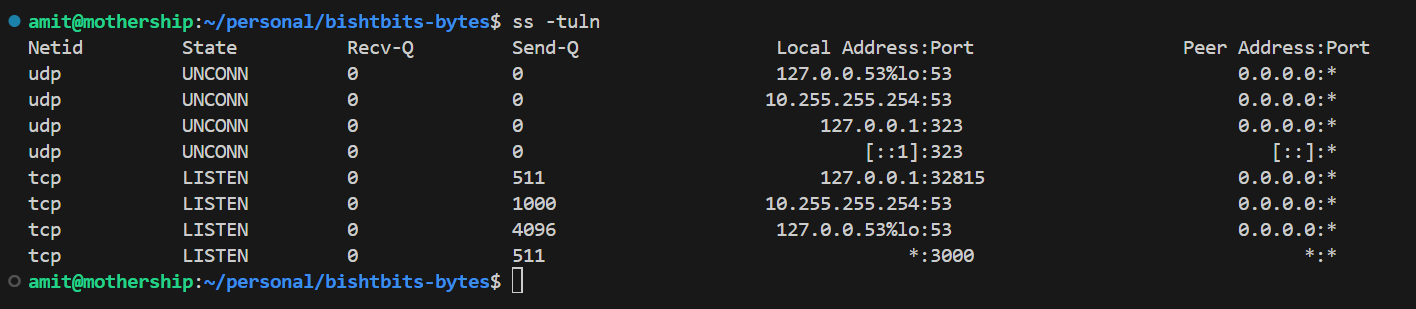 amit@mothership:~/personal/bishtbits-bytes$ ss -tuln
Netid State Recv-Q Send-Q Local Address:Port Peer Address:Port
udp UNCONN 0 0 127.0.0.53%lo:53 0.0.0.0:*
udp UNCONN 0 0 10.255.255.254:53 0.0.0.0:*
udp UNCONN 0 0 127.0.0.1:323 0.0.0.0:*
udp UNCONN 0 0 [::1]:323 [::]:*
tcp LISTEN 0 511 127.0.0.1:32815 0.0.0.0:*
tcp LISTEN 0 1000 10.255.255.254:53 0.0.0.0:*
tcp LISTEN 0 4096 127.0.0.53%lo:53 0.0.0.0:*
tcp LISTEN 0 511 *:3000 *:*
amit@mothership:~/personal/bishtbits-bytes$